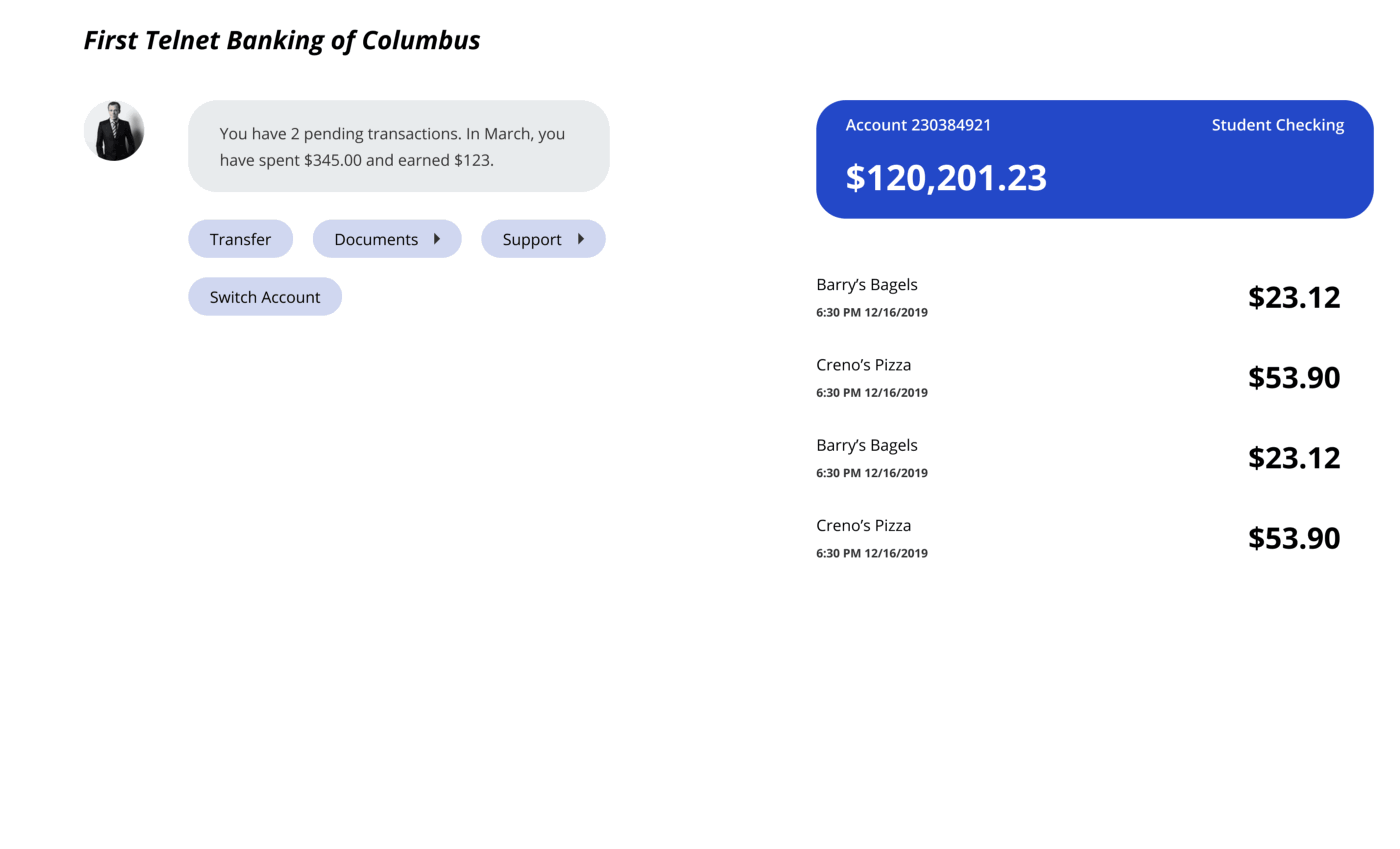 First Telnet Banking of Columbus
You have 2 pending transactions. In March, you
have spent $345.00 and earned $123.
Transfer
Documents
Support
Switch Account
Account 230384921
Student Checking
$120,201.23
Barry’s Bagels
$23.12
6:30 PM 12/16/2019
Creno’s Pizza
$53.90
6:30 PM 12/16/2019
Barry’s Bagels
$23.12
6:30 PM 12/16/2019
Creno’s Pizza
$53.90
6:30 PM 12/16/2019